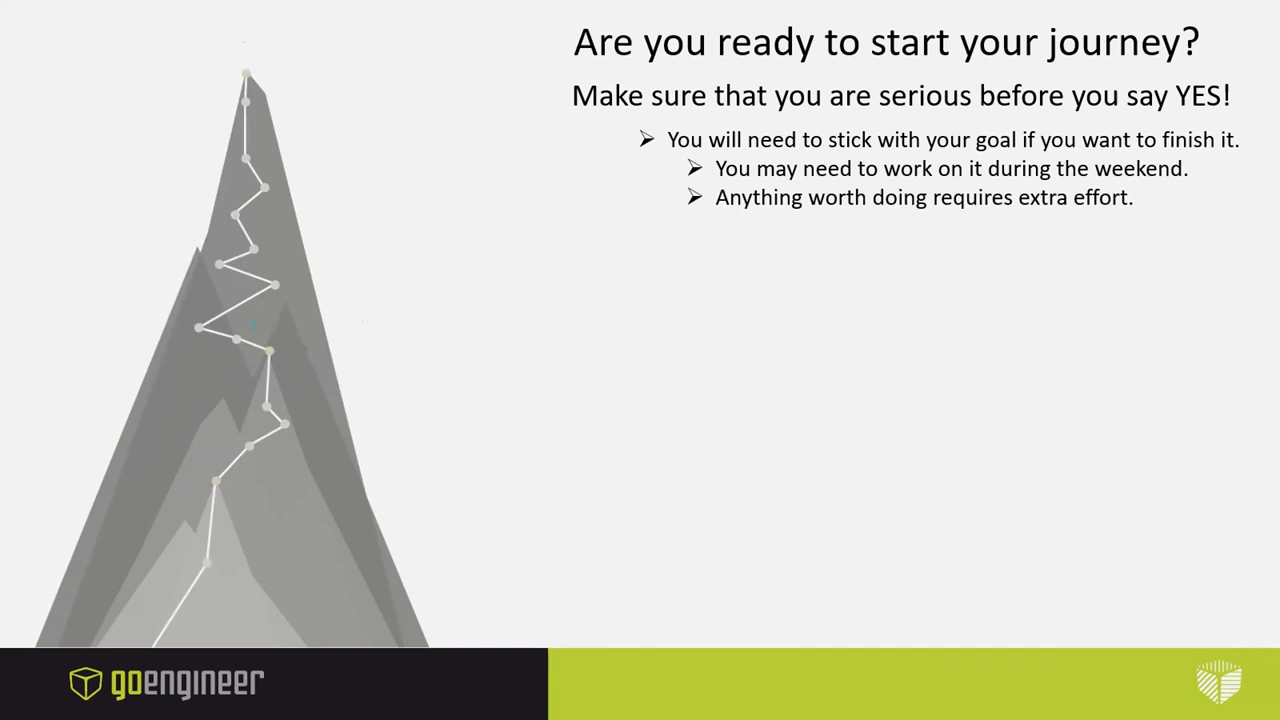 Are you ready to start your journey?
Make sure that you are serious before you say YES!
You will need to stick with your goal if you want to finish it.
You may need to work on it during the weekend.
Anything worth doing requires extra effort.
goengineer